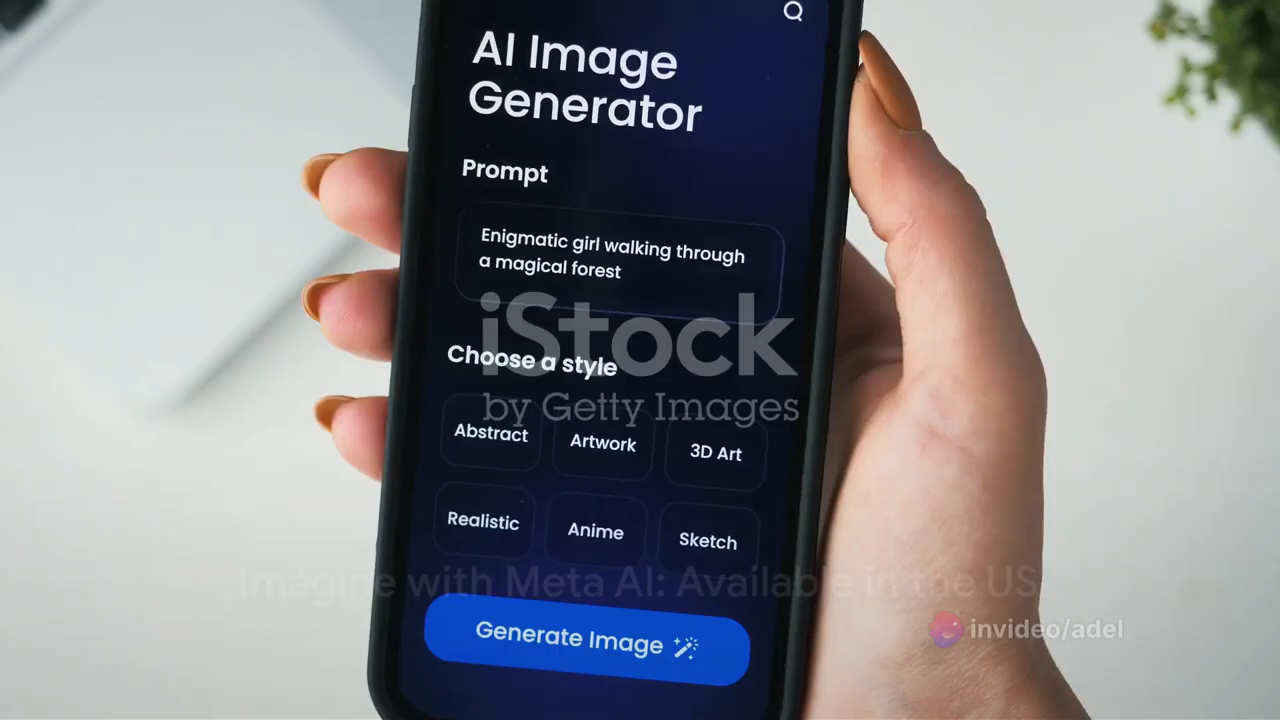 AI Image
Generator
Prompt
Enigmatic girl walking through
a magical forest
iStock
Choose a style
by Getty Images
Abstract
Artwork
3D Art
Realistic
Anime
Sketch
Imagine with Meta AI: Available in the US
Generate Image
invideo/adel